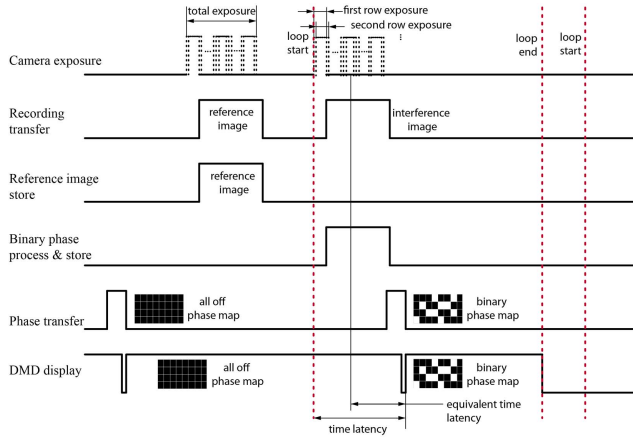 total exposure
first row exposure
second row exposure
loop
start
loop
end
loop
start
Camera exposure
Recording
transfer
reference
image
interference
image
Reference image
store
reference
image
Binary phase
process & store
Phase transfer
all off
phase map
binary
phase map
DMD display
all off
phase map
binary
phase map
equivalent time
latency
time latency